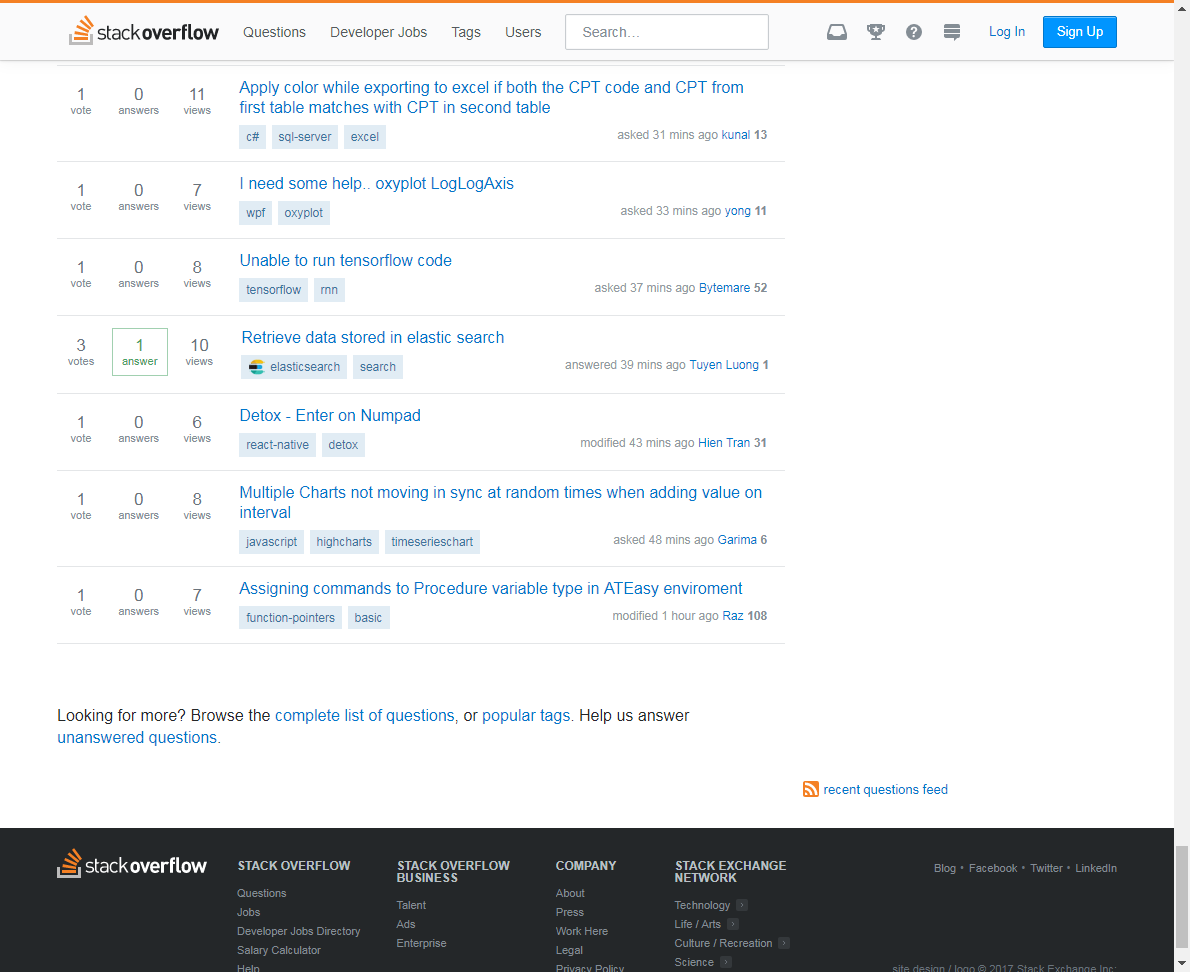 stackoverflow Questions Developer Jobs Tags Users Search... Log In Sign Up
1 vote 0 answers 11 views
Apply color while exporting to excel if both the CPT code and CPT from
first table matches with CPT in second table
c# sql-server excel
asked 31 mins ago kunal 13
1 vote 0 answers 7 views
I need some help.. oxyplot LogLogAxis
wpf oxyplot
asked 33 mins ago yong 11
1 vote 0 answers 8 views
Unable to run tensorflow code
tensorflow rnn
asked 37 mins ago Bytemare 52
3 votes 1 answer 10 views
Retrieve data stored in elastic search
elasticsearch search
answered 39 mins ago Tuyen Luong 1
1 vote 0 answers 6 views
Detox - Enter on Numpad
react-native detox
modified 43 mins ago Hien Tran 31
1 vote 0 answers 8 views
Multiple Charts not moving in sync at random times when adding value on
interval
javascript highcharts timeserieschart
asked 48 mins ago Garima 6
1 vote 0 answers 7 views
Assigning commands to Procedure variable type in ATEasy enviroment
function-pointers basic
modified 1 hour ago Raz 108
Looking for more? Browse the complete list of questions, or popular tags. Help us answer
unanswered questions.
recent questions feed
stackoverflow
STACK OVERFLOW
Questions
Jobs
Developer Jobs Directory
Salary Calculator
Help
STACK OVERFLOW
BUSINESS
Talent
Ads
Enterprise
COMPANY
About
Press
Work Here
Legal
Privacy Policy
STACK EXCHANGE
NETWORK
Technology
Life / Arts
Culture / Recreation
Science
Blog • Facebook • Twitter • LinkedIn
site design / logo © 2017 Stack Exchange Inc;